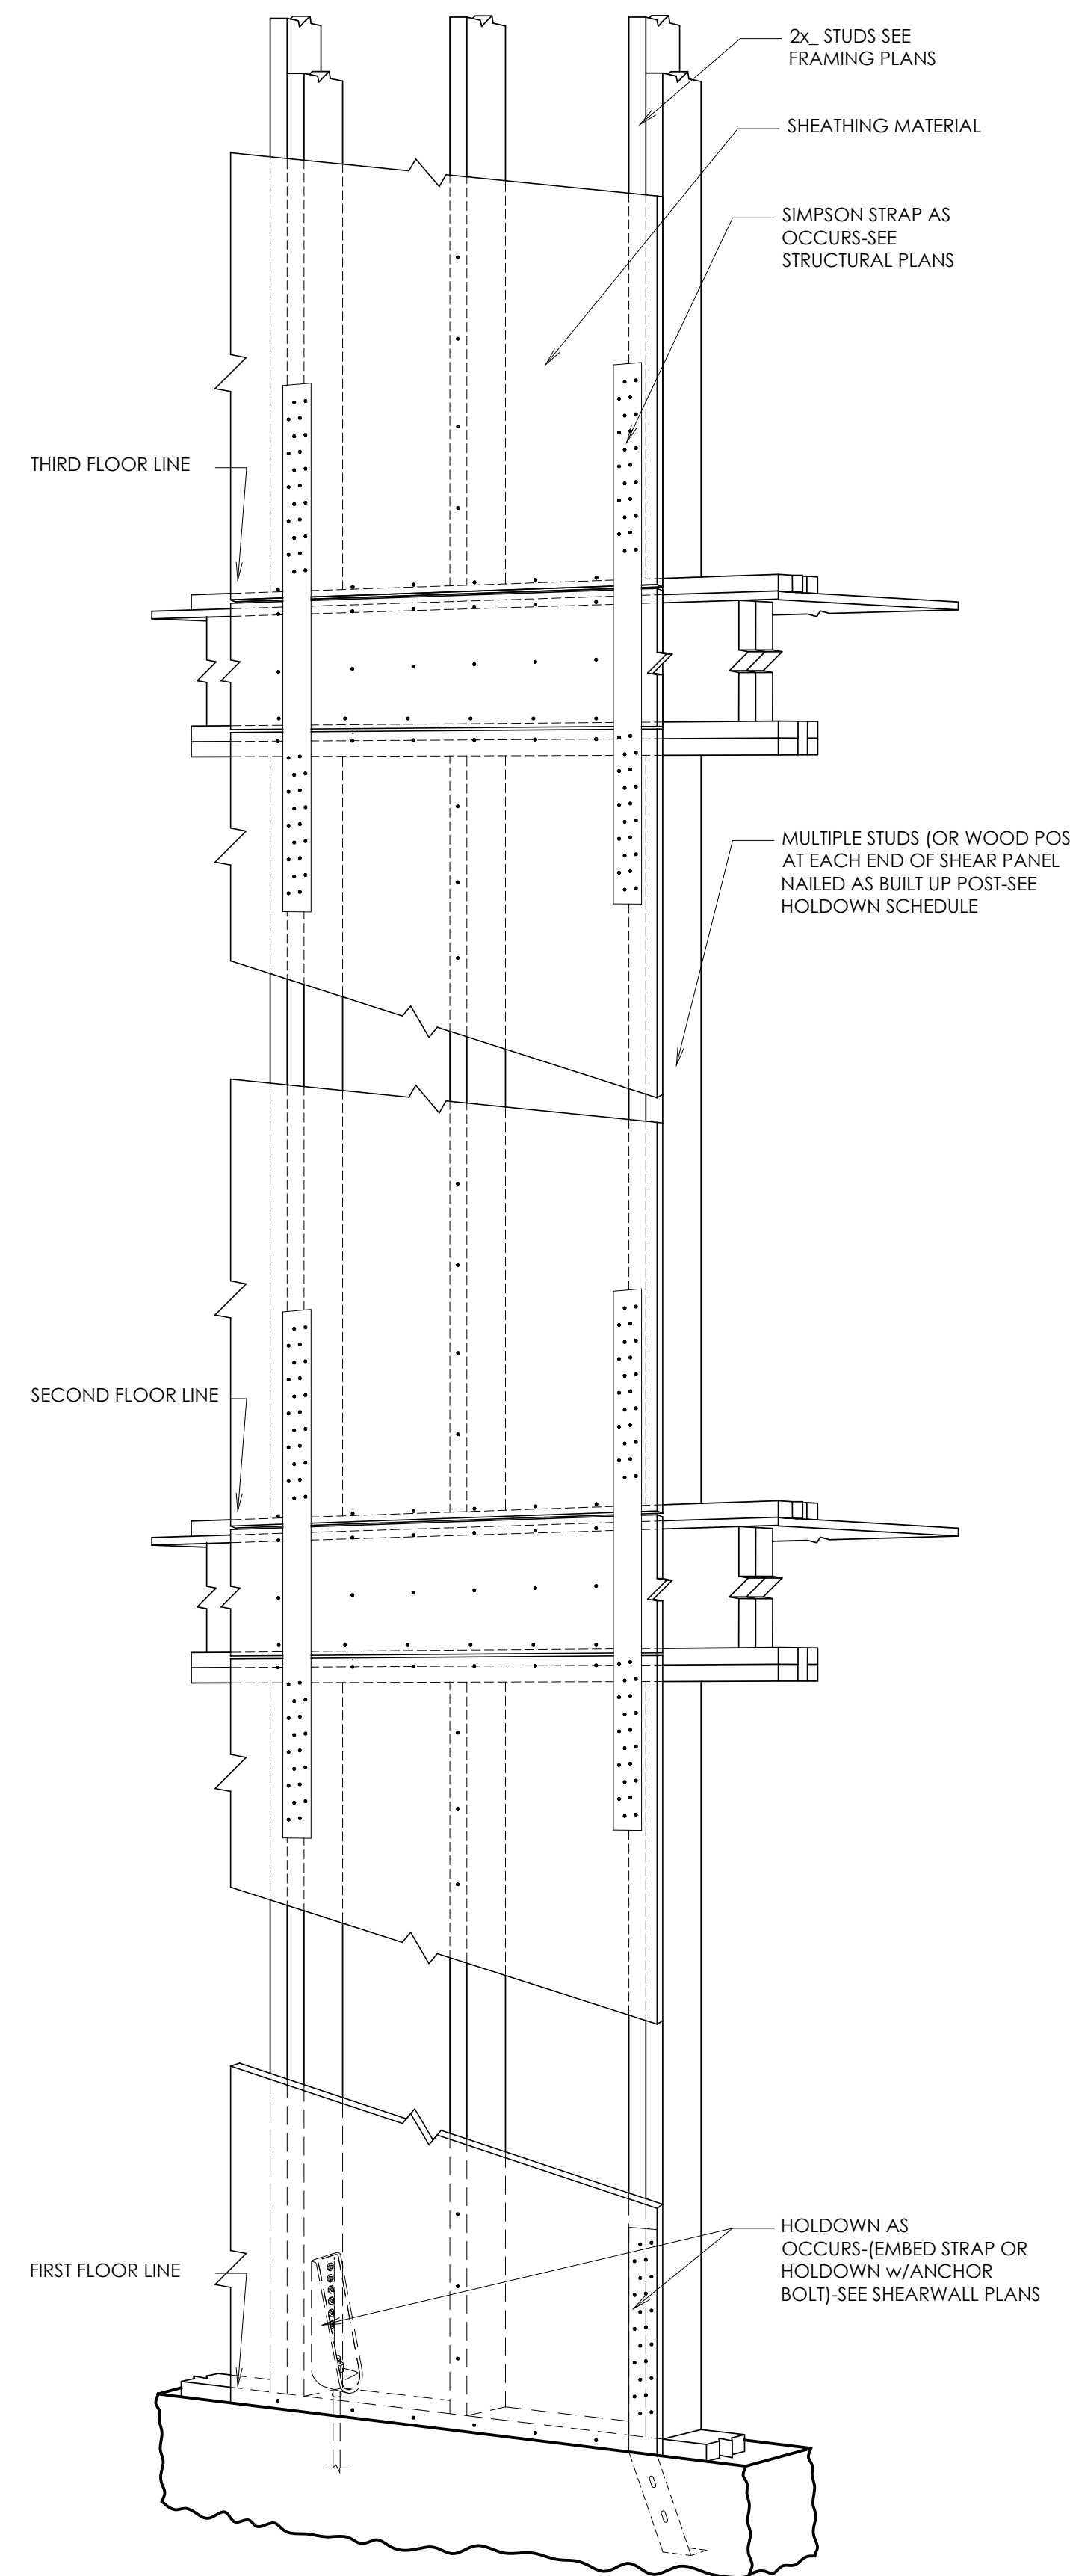 2x_ STUDS SEE
FRAMING PLANS
SHEATHING MATERIAL
SIMPSON STRAP AS
OCCURS-SEE
STRUCTURAL PLANS
THIRD FLOOR LINE
MULTIPLE STUDS (OR WOOD POS
AT EACH END OF SHEAR PANEL
NAILED AS BUILT UP POST-SEE
HOLDOWN SCHEDULE
SECOND FLOOR LINE
HOLDOWN AS
OCCURS-(EMBED STRAP OR
HOLDOWN w/ANCHOR
BOLT)-SEE SHEARWALL PLANS
FIRST FLOOR LINE